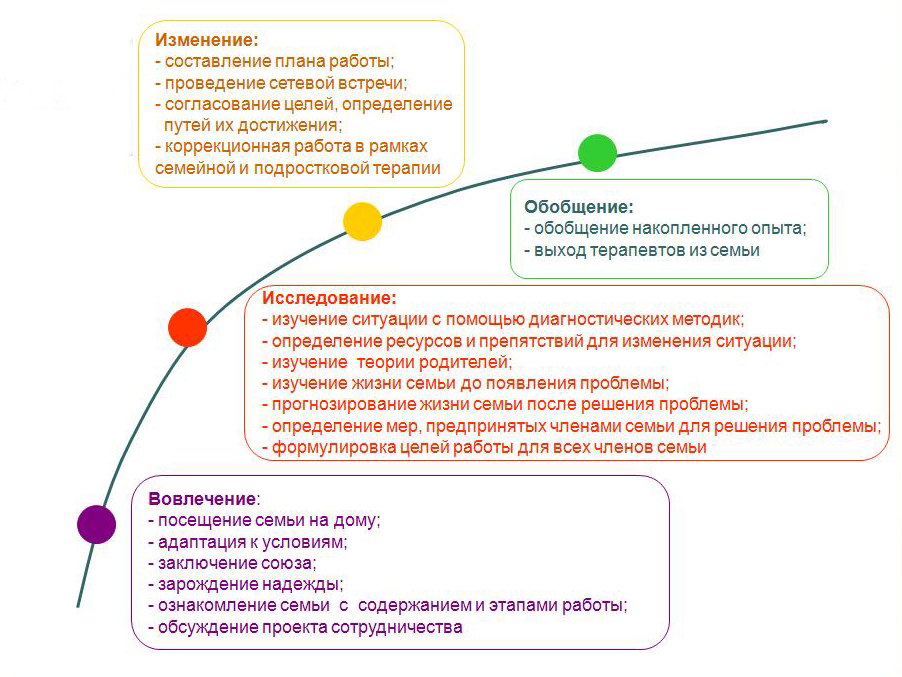 Изменение:
- составление плана работы;
- проведение сетевой встречи;
- согласование целей, определение
путей их достижения;
- коррекционная работа в рамках
семейной и подростковой терапии
Обобщение:
- обобщение накопленного опыта;
- выход терапевтов из семьи
Исследование:
- изучение ситуации с помощью диагностических методик;
- определение ресурсов и препятствий для изменения ситуации;
- изучение теории родителей;
- изучение жизни семьи до появления проблемы;
- прогнозирование жизни семьи после решения проблемы;
- определение мер, предпринятых членами семьи для решения проблемы;
- формулировка целей работы для всех членов семьи
Вовлечение:
- посещение семьи на дому;
- адаптация к условиям;
- заключение союза;
- зарождение надежды;
- ознакомление семьи с содержанием и этапами работы;
- обсуждение проекта сотрудничества